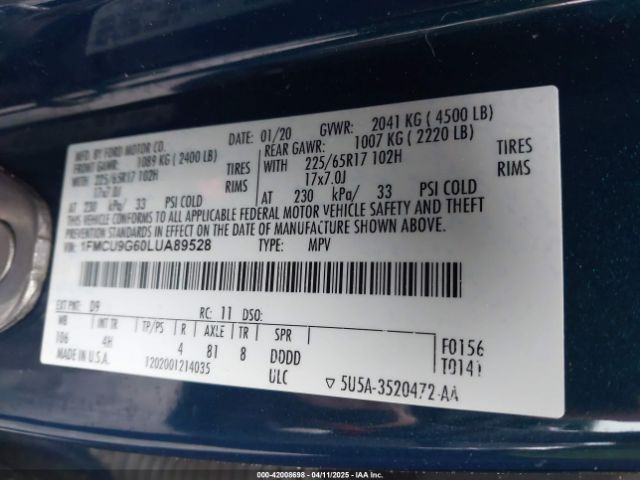 MFD. BY FORD MOTOR CO.
DATE: 01/20 GVWR: 2041 KG ( 4500 LB)
FRONT GAWR: 1089 KG ( 2400 LB) REAR GAWR: 1007 KG ( 2220 LB)
WITH 225/65R17 102H TIRES WITH 225/65R17 102H TIRES
17x7.0J RIMS 17x7.0J RIMS
AT 230 kPa/ 33 PSI COLD AT 230 kPa/ 33 PSI COLD
THIS VEHICLE CONFORMS TO ALL APPLICABLE FEDERAL MOTOR VEHICLE SAFETY AND THEFT
PREVENTION STANDARDS IN EFFECT ON THE DATE OF MANUFACTURE SHOWN ABOVE.
VIN: 1FMCU9G60LUA89528 TYPE: MPV
EXT PNT: D9 RC: 11 DSO:
WB INT TR TP/PS R AXLE TR SPR
106 4H 4 81 8 DDDD F0156
MADE IN U.S.A. 1202001214035 T0141
ULC ▽ 5U5A-3520472-AA
000-42008698 - 04/11/2025 - IAAI.COM